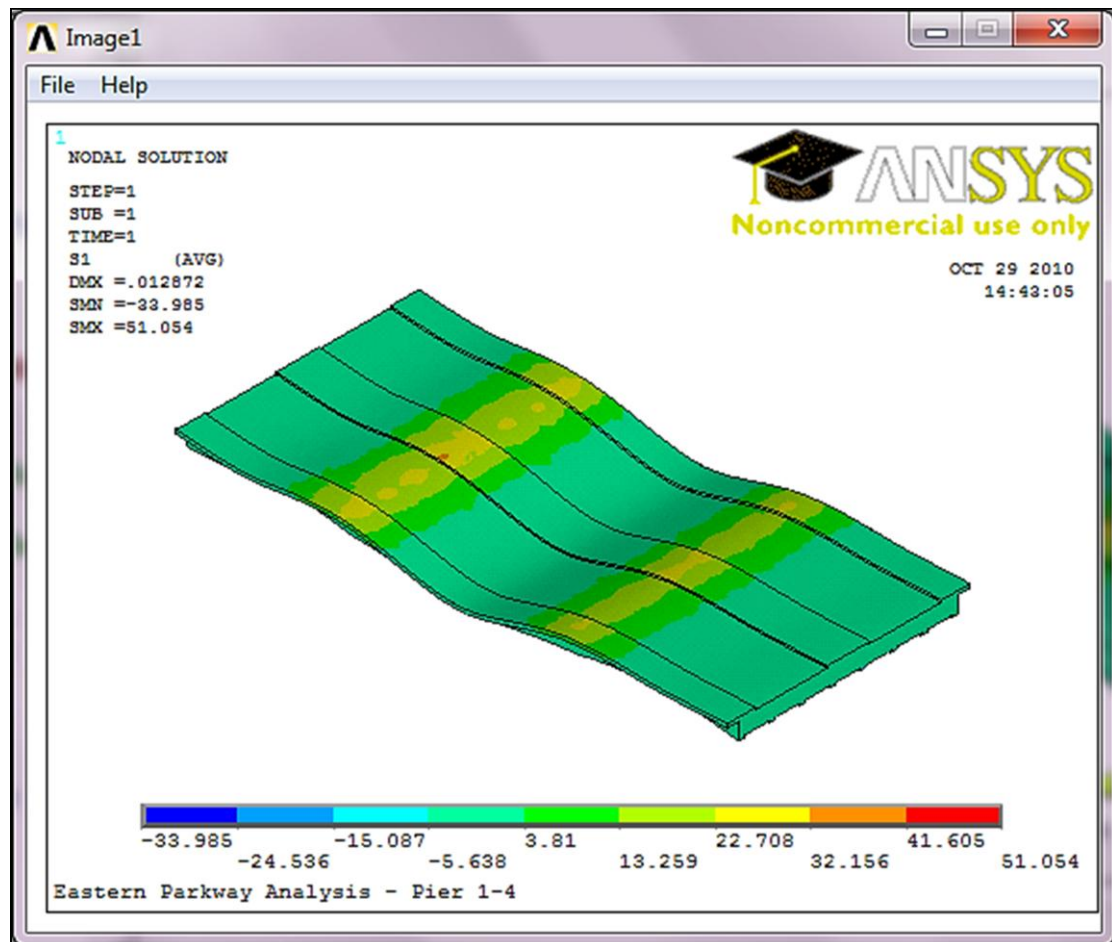 Image1
File Help
1
NODAL SOLUTION
STEP=1
SUB =1
TIME=1
S1 (AVG)
DMX =.012872
SMN =-33.985
SMX =51.054
ANSYS
Noncommercial use only
OCT 29 2010
14:43:05
-33.985 -15.087 3.81 22.708 41.605
-24.536 -5.638 13.259 32.156 51.054
Eastern Parkway Analysis - Pier 1-4